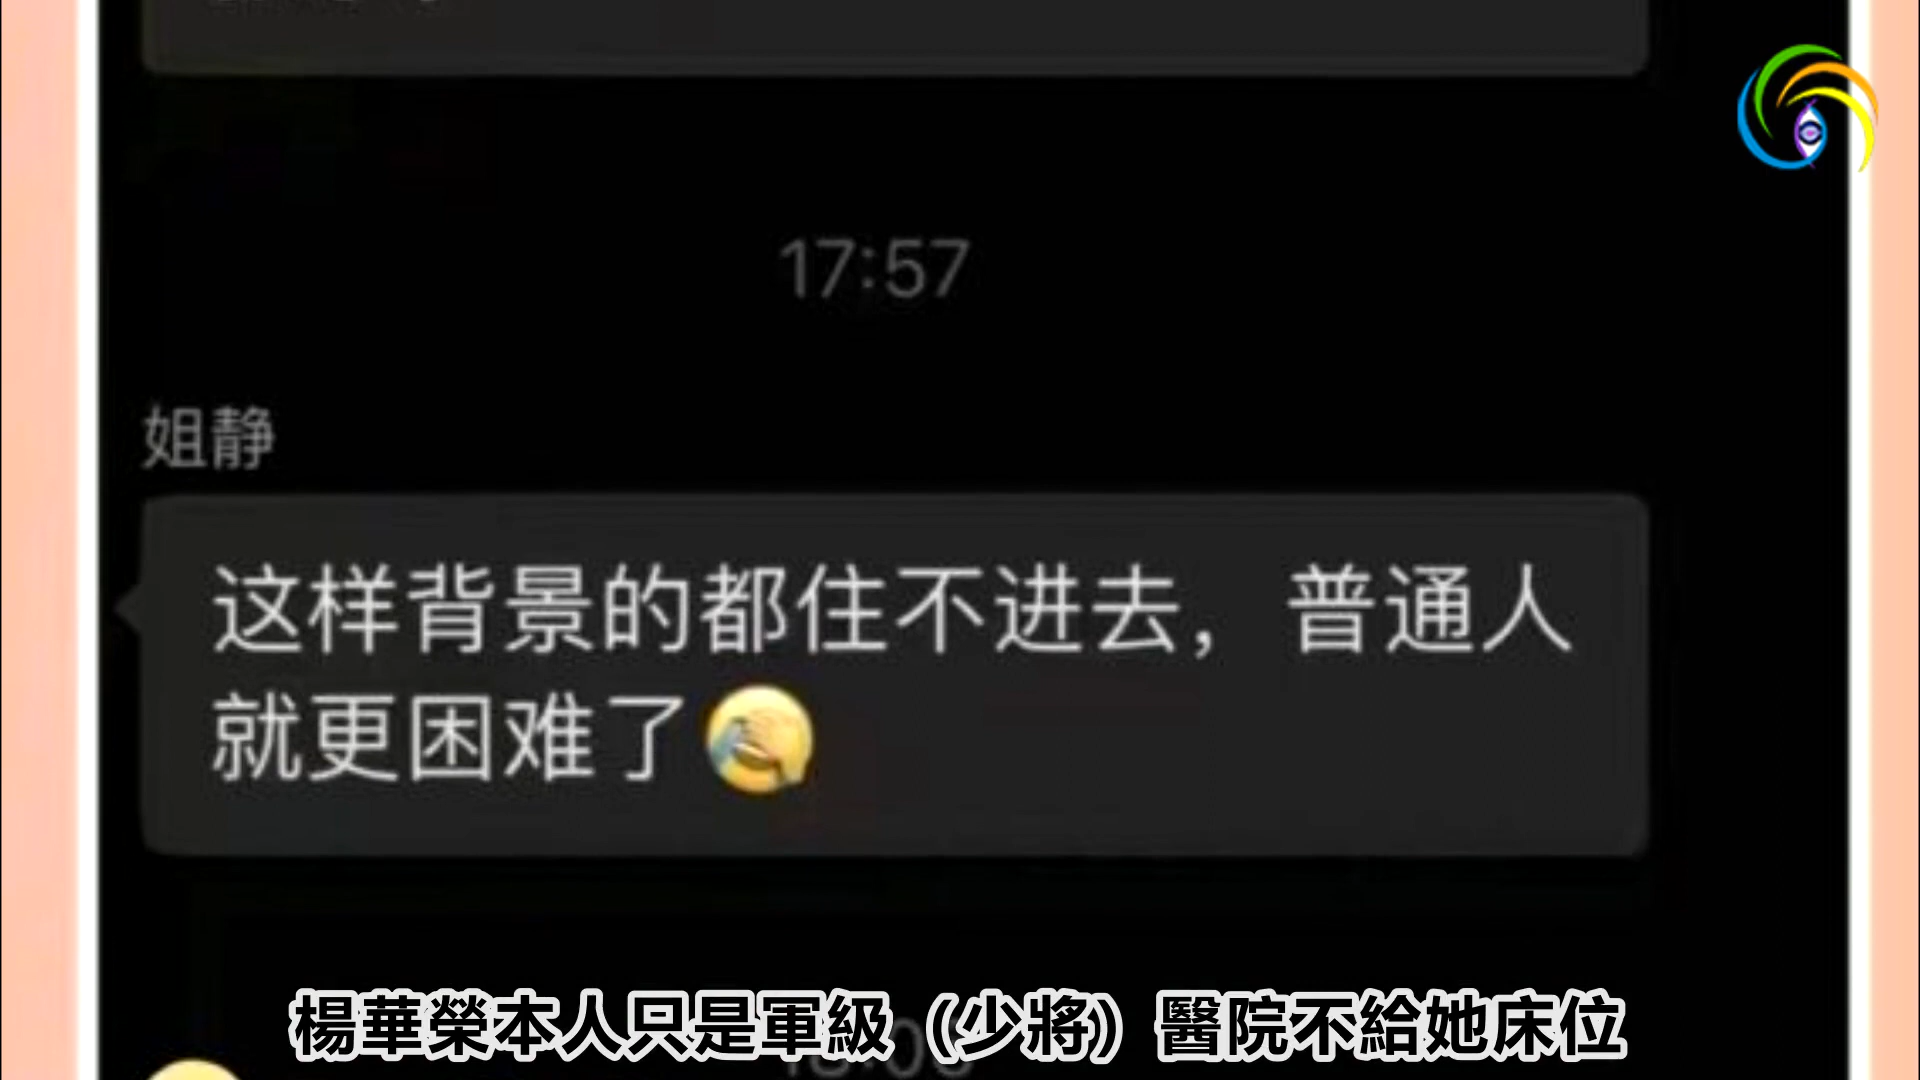 17:57
姐静
这样背景的都住不进去，普通人
就更困难了
楊華榮本人只是軍級（少將）醫院不給她床位